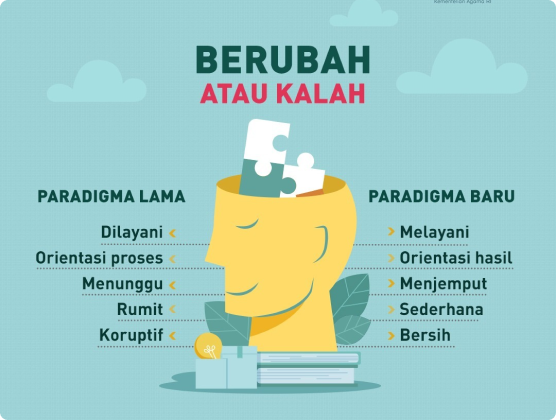 Kementerian Agama RI
BERUBAH
ATAU KALAH
PARADIGMA LAMA
Dilayani
Orientasi proses
Menunggu
Rumit
Koruptif
PARADIGMA BARU
Melayani
Orientasi hasil
Menjemput
Sederhana
Bersih